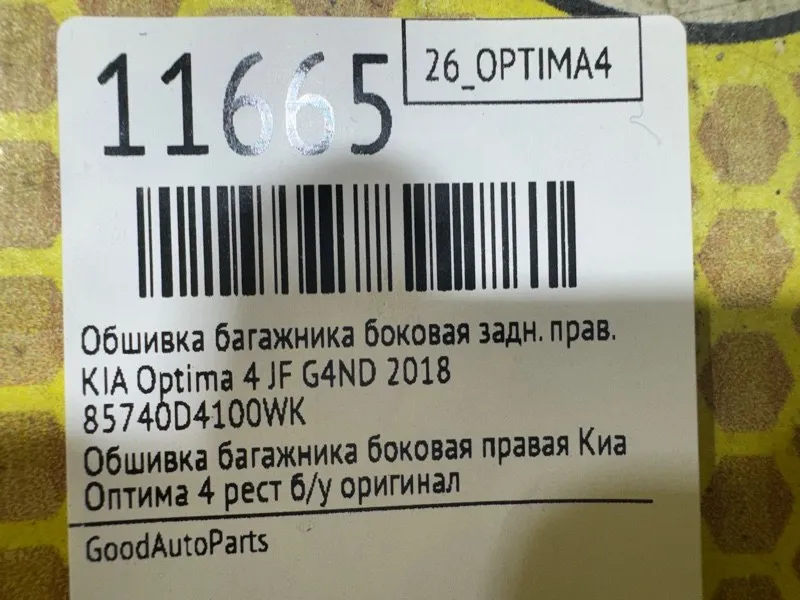 11665
26_OPTIMA4
Обшивка багажника боковая задн. прав.
KIA Optima 4 JF G4ND 2018
85740D4100WK
Обшивка багажника боковая правая Киа
Оптима 4 рест б/у оригинал
GoodAutoParts